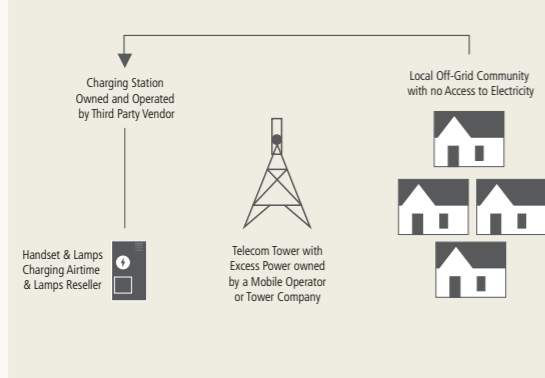 Charging Station
Owned and Operated
by Third Party Vendor
Local Off-Grid Community
with no Access to Electricity
Handset & Lamps
Charging Airtime
& Lamps Reseller
Telecom Tower with
Excess Power owned
by a Mobile Operator
or Tower Company